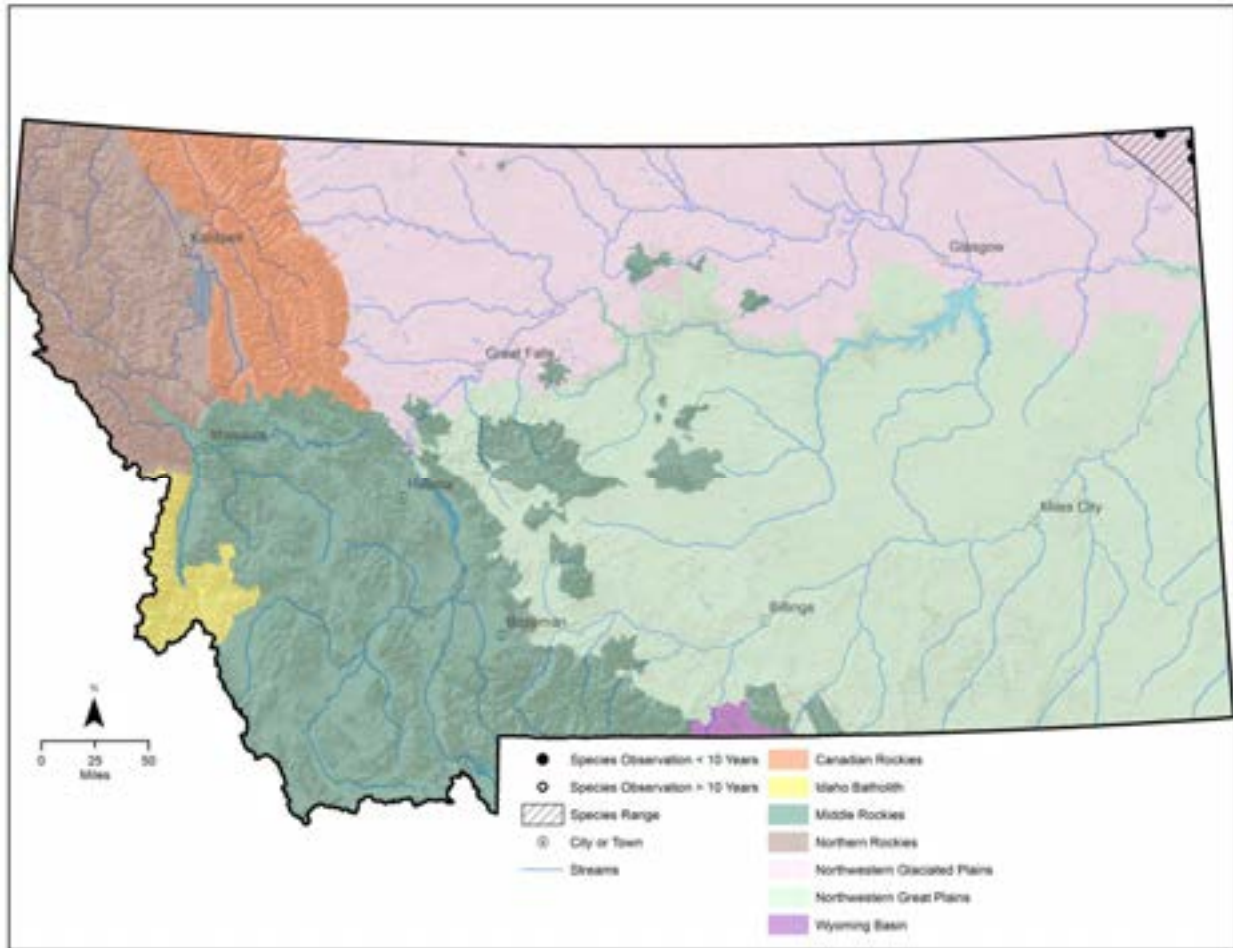 Kalispell
Glasgow
Great Falls
Missoula
Helena
Miles City
Bozeman
Billings
N
0 25 50
Miles
Species Observation < 10 Years
Species Observation > 10 Years
Species Range
City or Town
Streams
Canadian Rockies
Idaho Batholith
Middle Rockies
Northern Rockies
Northwestern Glaciated Plains
Northwestern Great Plains
Wyoming Basin